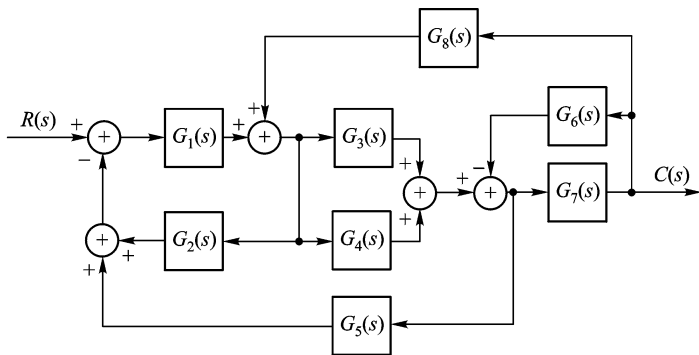 G8(s)
R(s)
+
−
+
G1(s)
+
+
+
G3(s)
+
+
+
+
−
+
G6(s)
G7(s)
C(s)
+
+
+
G2(s)
G4(s)
G5(s)